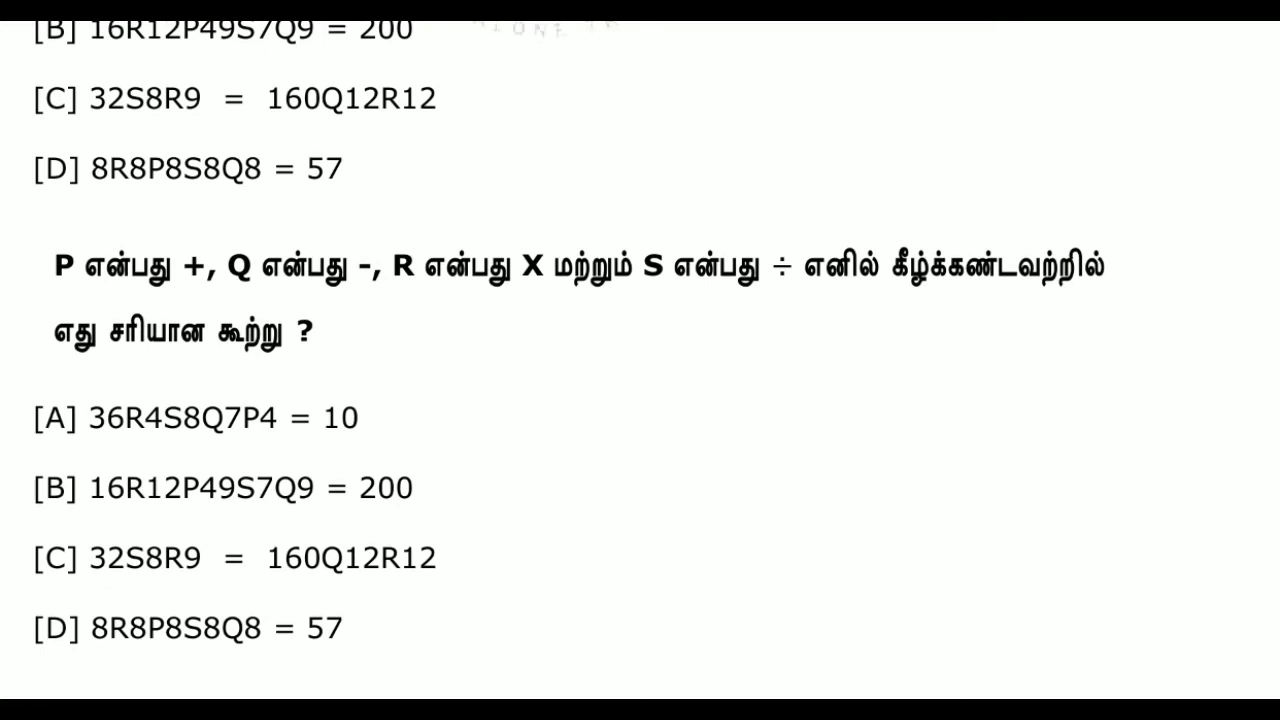 [B] 16R12P49S7Q9 = 200
[C] 32S8R9 = 160Q12R12
[D] 8R8P8S8Q8 = 57
P என்பது +, Q என்பது -, R என்பது X மற்றும் S என்பது ÷ எனில் கீழ்க்கண்டவற்றில்
எது சரியான கூற்று ?
[A] 36R4S8Q7P4 = 10
[B] 16R12P49S7Q9 = 200
[C] 32S8R9 = 160Q12R12
[D] 8R8P8S8Q8 = 57